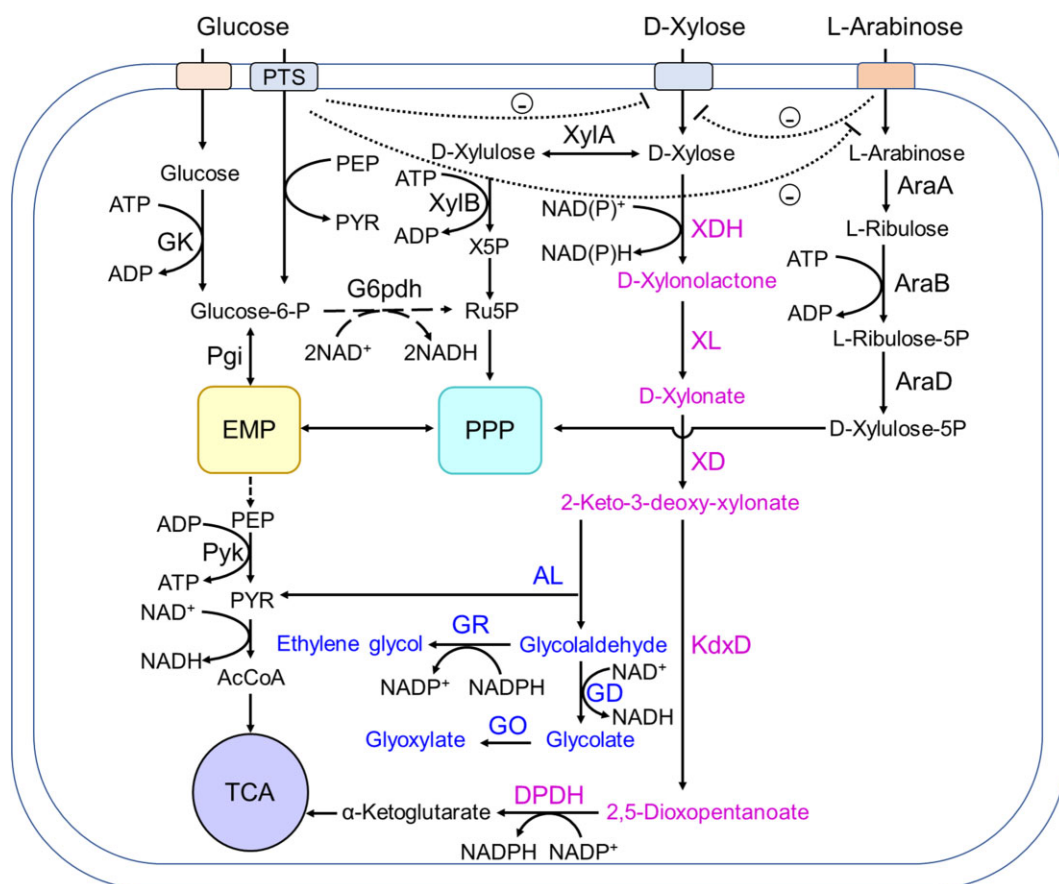 Glucose
D-Xylose
L-Arabinose
PTS
-
-
-
XylA
D-Xylulose
D-Xylose
L-Arabinose
Glucose
PEP
ATP
XylB
ADP
PYR
AraA
ATP
GK
ADP
NAD(P)+
XDH
NAD(P)H
L-Ribulose
X5P
D-Xylonolactone
ATP
AraB
ADP
G6pdh
Glucose-6-P
Ru5P
2NAD+
2NADH
XL
L-Ribulose-5P
Pgi
AraD
D-Xylonate
EMP
PPP
D-Xylulose-5P
XD
2-Keto-3-deoxy-xylonate
PEP
ADP
Pyk
ATP
AL
PYR
NAD+
NADH
AcCoA
GR
Ethylene glycol
Glycolaldehyde
KdxD
NADP+
NADPH
NAD+
GD
NADH
GO
Glyoxylate
Glycolate
TCA
DPDH
α-Ketoglutarate
2,5-Dioxopentanoate
NADPH
NADP+